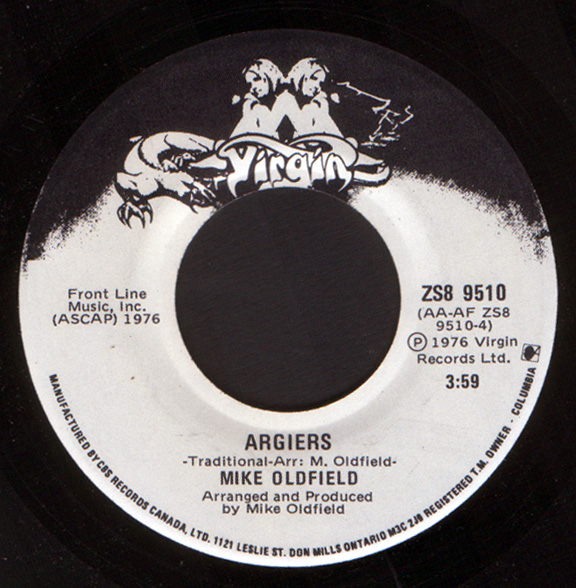 Virgin
Front Line
Music, Inc.
(ASCAP) 1976
ZS8 9510
(AA-AF ZS8
9510-4)
Ⓟ 1976 Virgin
Records Ltd.
3:59
ARGIERS
-Traditional-Arr: M. Oldfield-
MIKE OLDFIELD
Arranged and Produced
by Mike Oldfield
MANUFACTURED BY CBS RECORDS CANADA, LTD. 1121 LESLIE ST. DON MILLS ONTARIO M3C 2J9 REGISTERED T.M. OWNER - COLUMBIA